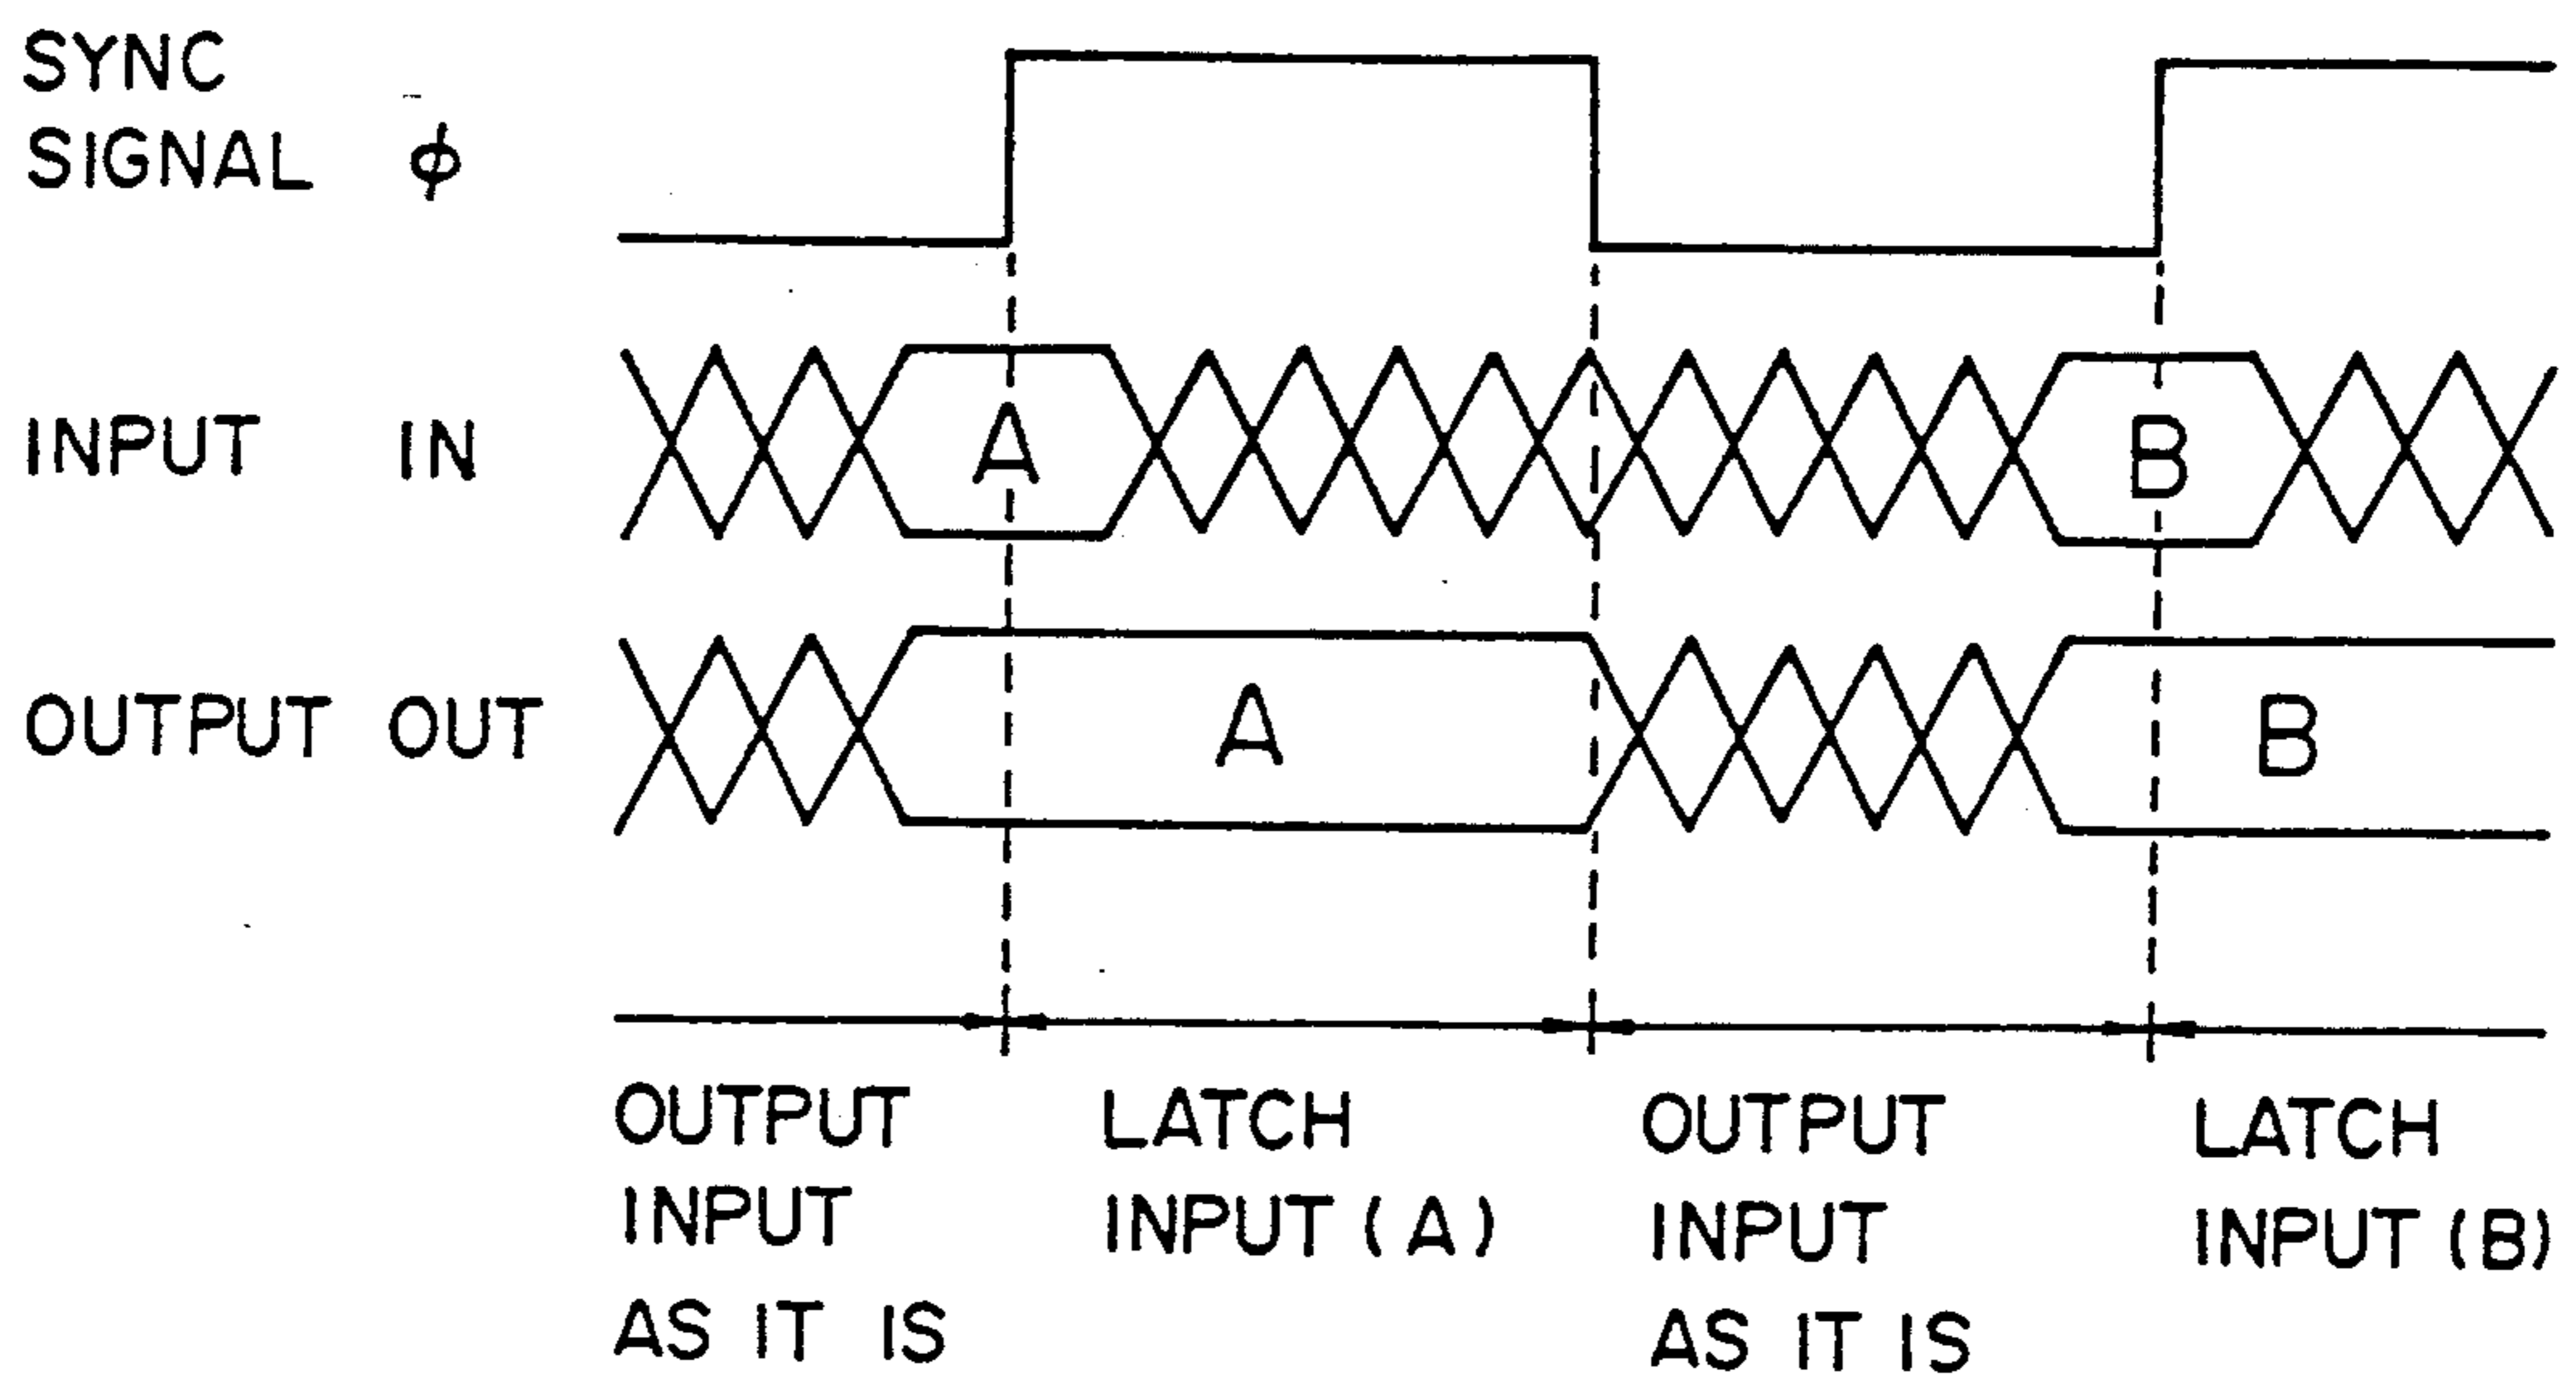 SYNC
SIGNAL ϕ
INPUT IN
A
B
OUTPUT OUT
A
B
OUTPUT
INPUT
AS IT IS
LATCH
INPUT (A)
OUTPUT
INPUT
AS IT IS
LATCH
INPUT (B)